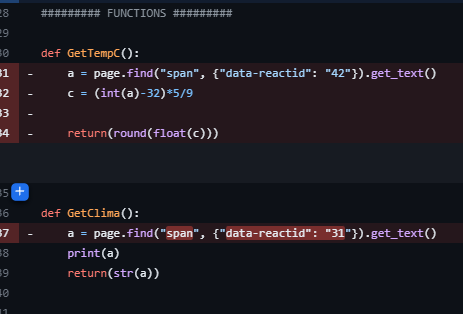 28 ######### FUNCTIONS #########
29
30 def GetTempC():
31 - a = page.find("span", {"data-reactid": "42"}).get_text()
32 - c = (int(a)-32)*5/9
33 -
34 - return(round(float(c)))
35 +
36 def GetClima():
37 - a = page.find("span", {"data-reactid": "31"}).get_text()
38 print(a)
39 return(str(a))
40
41